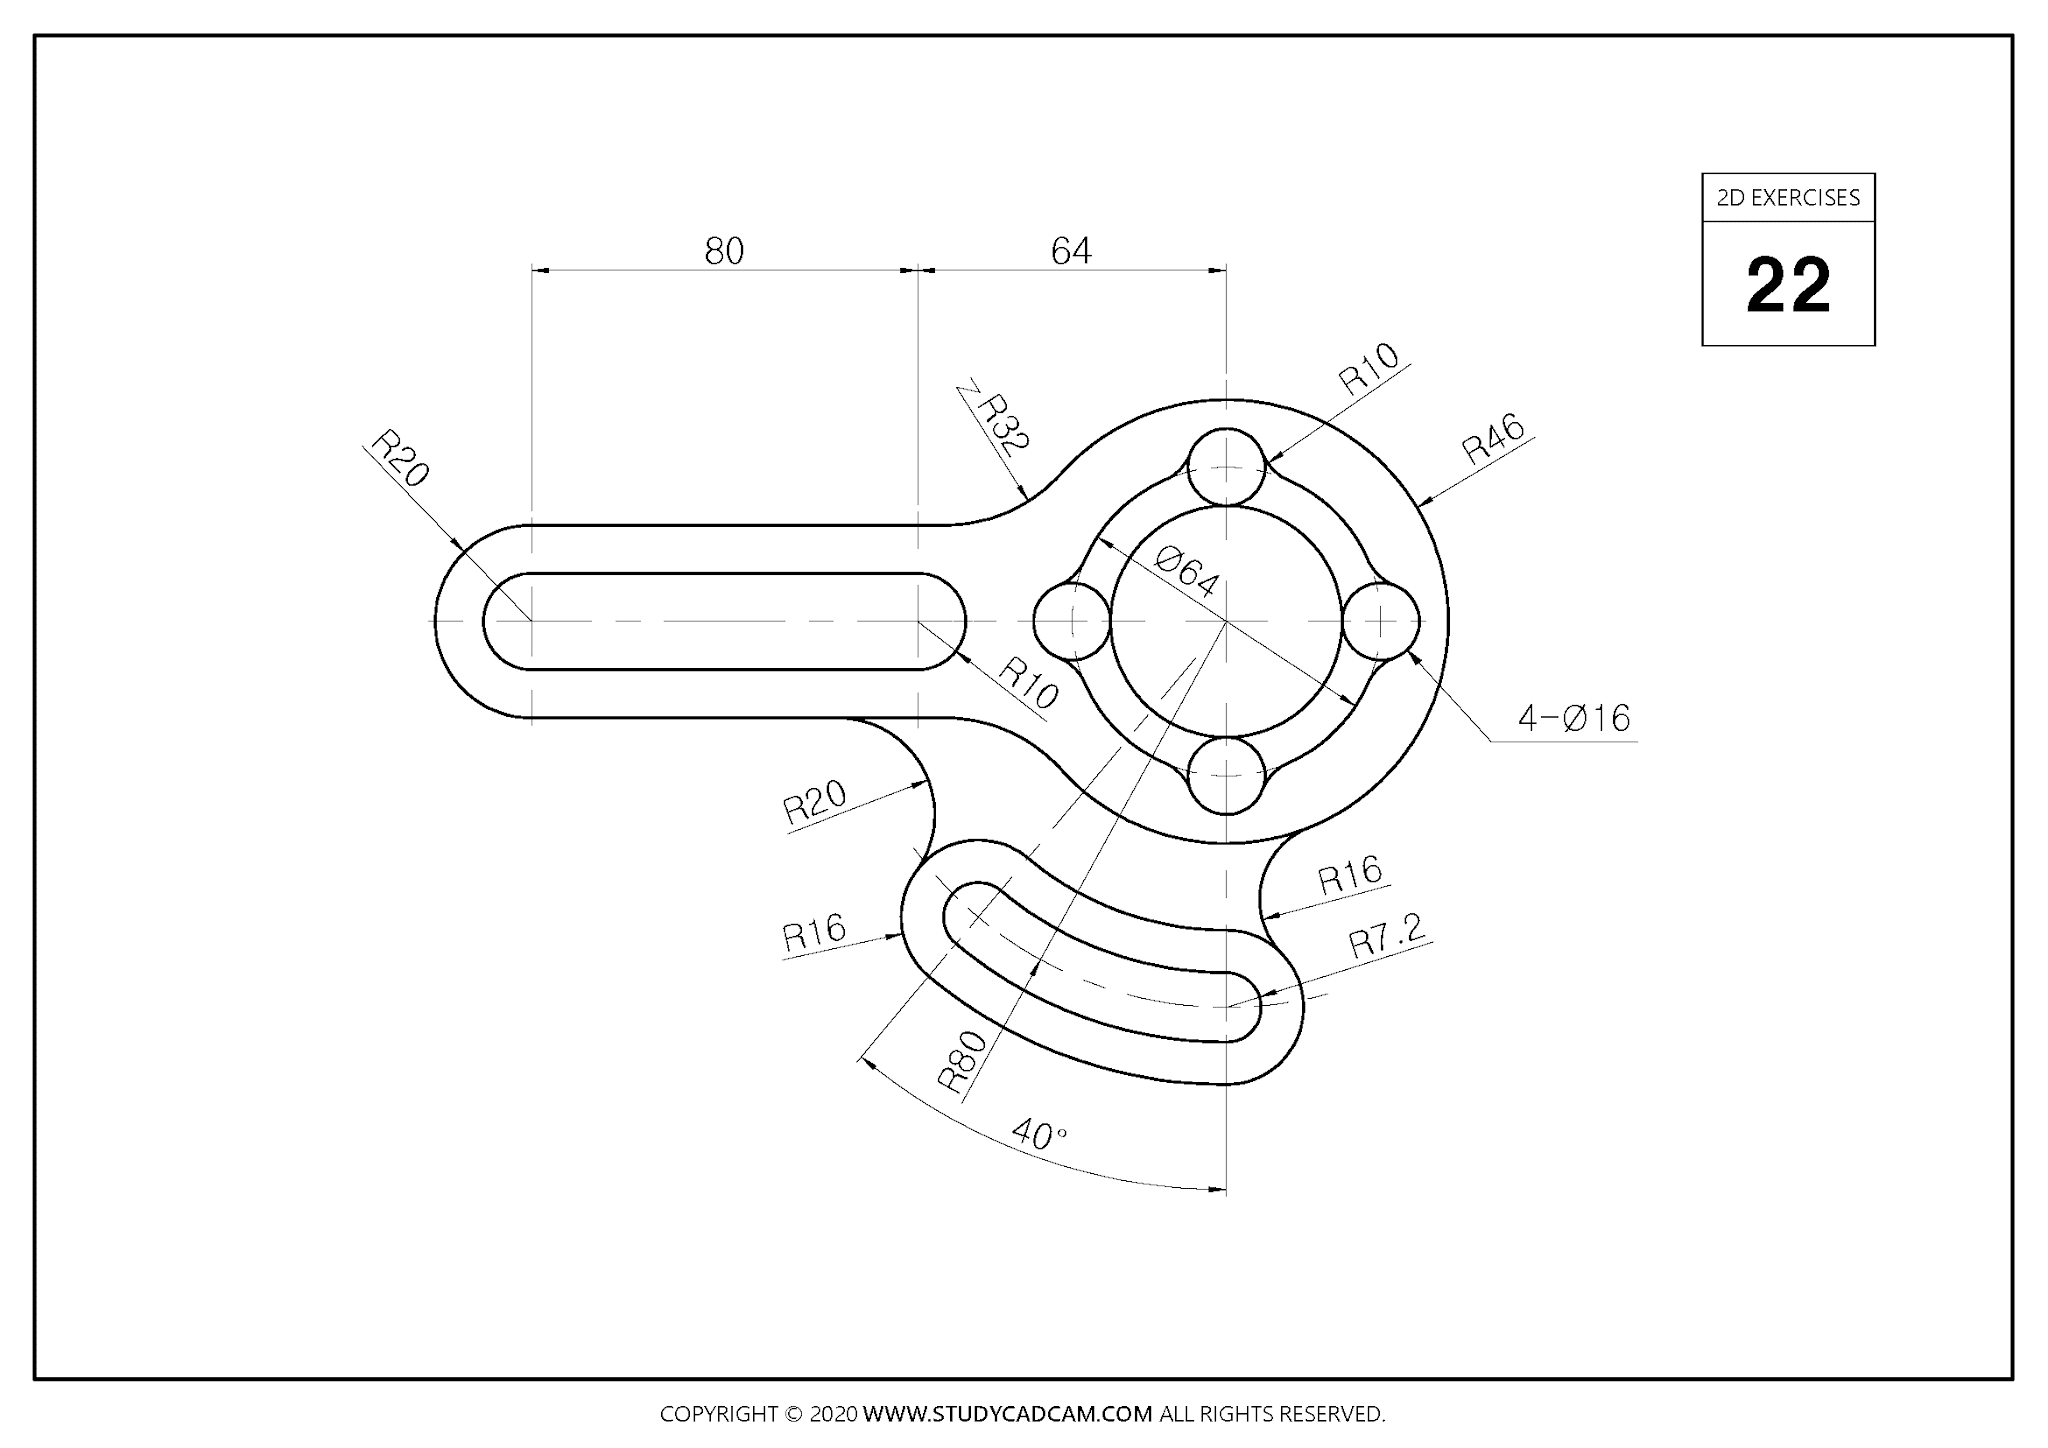 2D EXERCISES
22
80
64
R10
R46
R32
R20
Ø64
R10
4-Ø16
R20
R16
R16
R7.2
R80
40°
COPYRIGHT © 2020 WWW.STUDYCADCAM.COM ALL RIGHTS RESERVED.